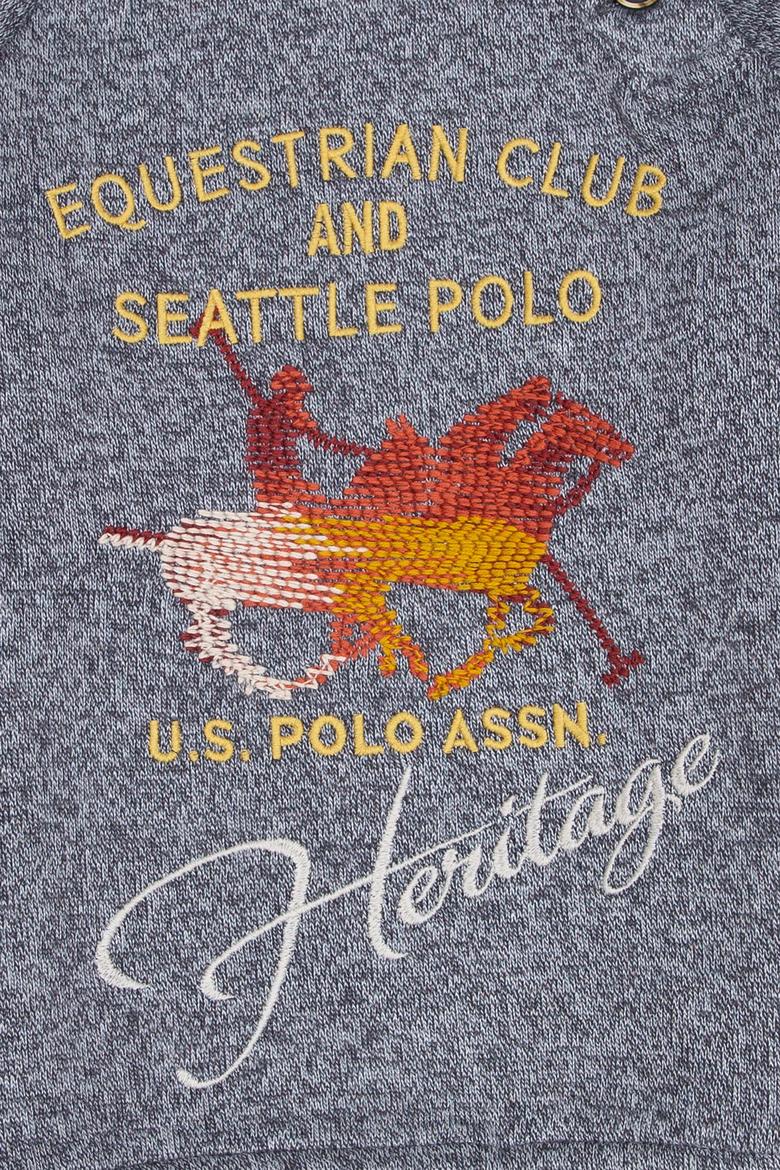 EQUESTRIAN CLUB
AND
SEATTLE POLO
U.S. POLO ASSN.
Heritage